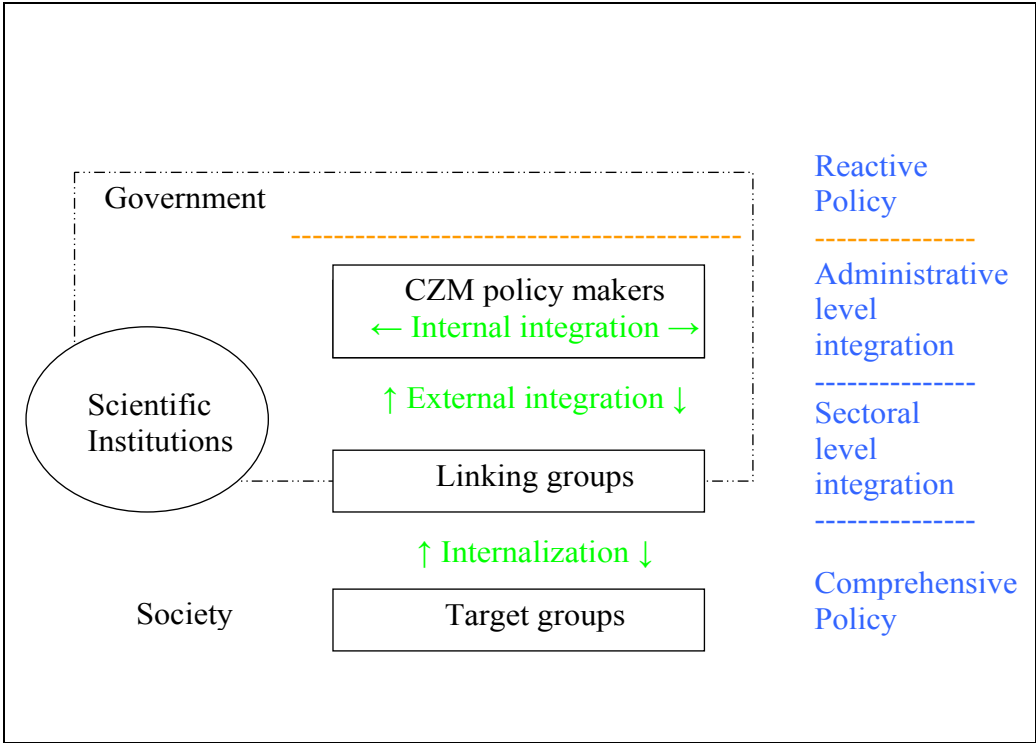 Government
CZM policy makers
← Internal integration →
↑ External integration ↓
Scientific
Institutions
Linking groups
↑ Internalization ↓
Society
Target groups
Reactive
Policy
Administrative
level
integration
Sectoral
level
integration
Comprehensive
Policy